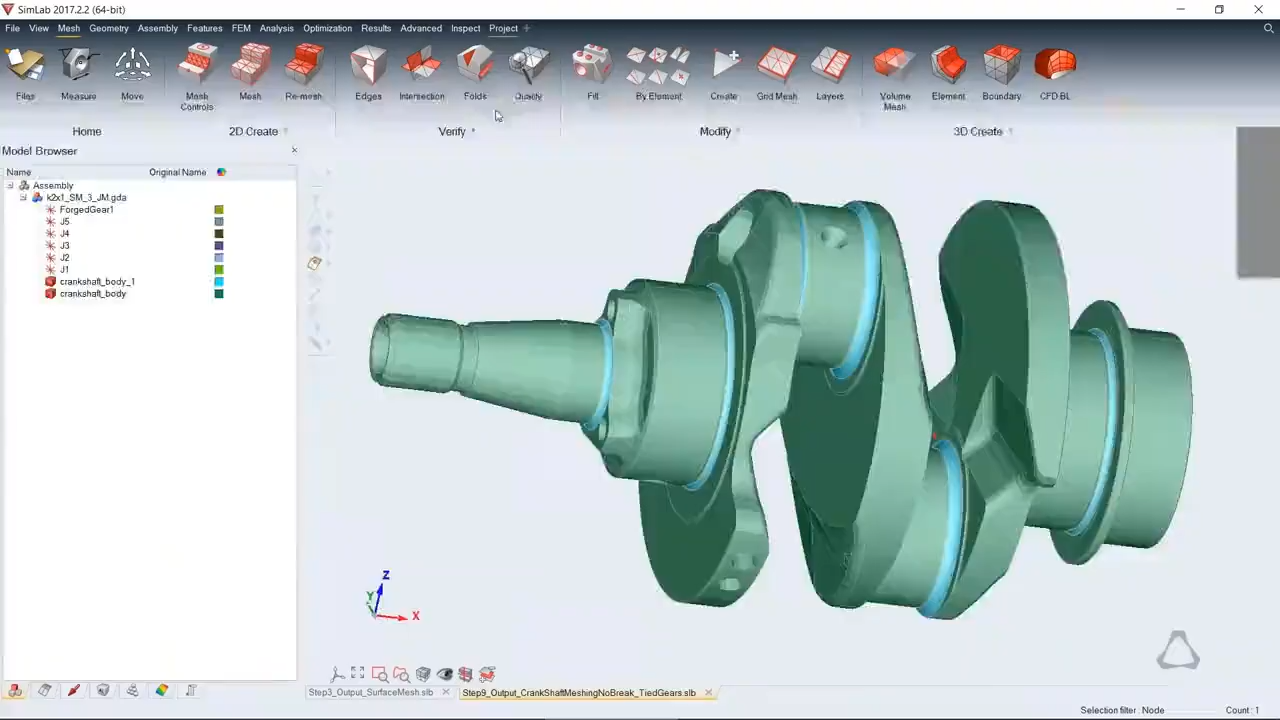 SimLab 2017.2.2 (64-bit)
File View Mesh Geometry Assembly Features FEM Analysis Optimization Results Advanced Inspect Project
Files Measure Move Mesh Controls Mesh Re-mesh Edges Intersection Folds Quality Fill By Element Create Grid Mesh Layers Volume Mesh Element Boundary CFD BL
Home 2D Create Verify Modify 3D Create
Model Browser
Name Original Name
Assembly
k2x1_SM_3_JM.gda
ForgedGear1
J5
J4
J3
J2
J1
crankshaft_body_1
crankshaft_body
Z
Y
X
Step3_Output_SurfaceMesh.slb Step9_Output_CrankShaftMeshingNoBreak_TiedGears.slb
Selection filter : Node Count : 1